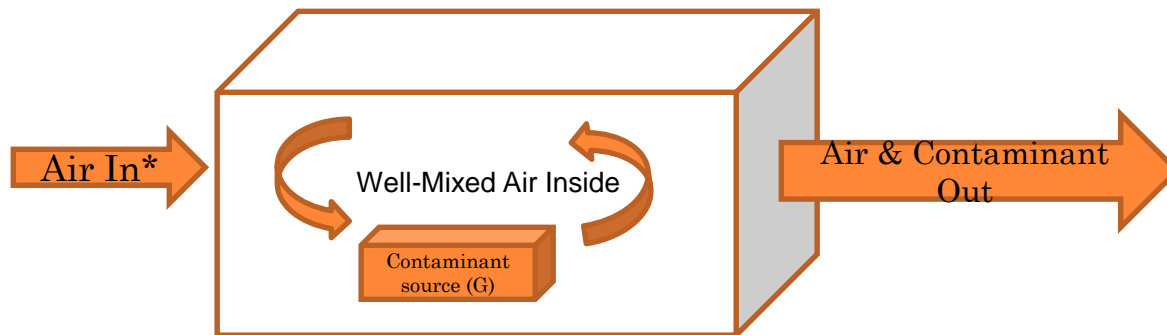 Air In*
Well-Mixed Air Inside
Contaminant
source (G)
Air & Contaminant
Out